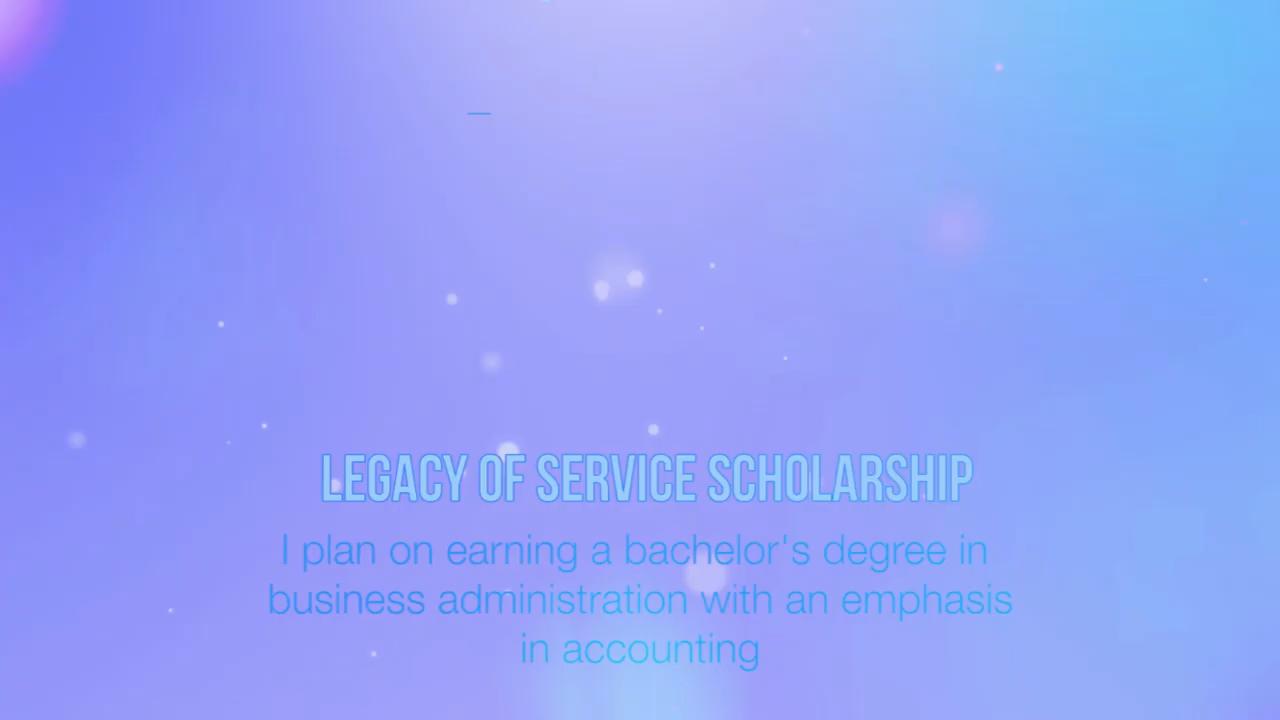 LEGACY OF SERVICE SCHOLARSHIP
I plan on earning a bachelor's degree in
business administration with an emphasis
in accounting